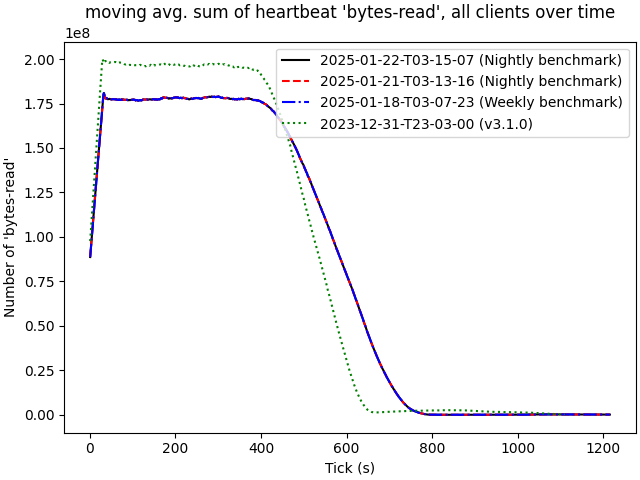 moving avg. sum of heartbeat 'bytes-read', all clients over time
1e8
2025-01-22-T03-15-07 (Nightly benchmark)
2025-01-21-T03-13-16 (Nightly benchmark)
2025-01-18-T03-07-23 (Weekly benchmark)
2023-12-31-T23-03-00 (v3.1.0)
2.00
1.75
1.50
1.25
1.00
0.75
0.50
0.25
0.00
Number of 'bytes-read'
0 200 400 600 800 1000 1200
Tick (s)